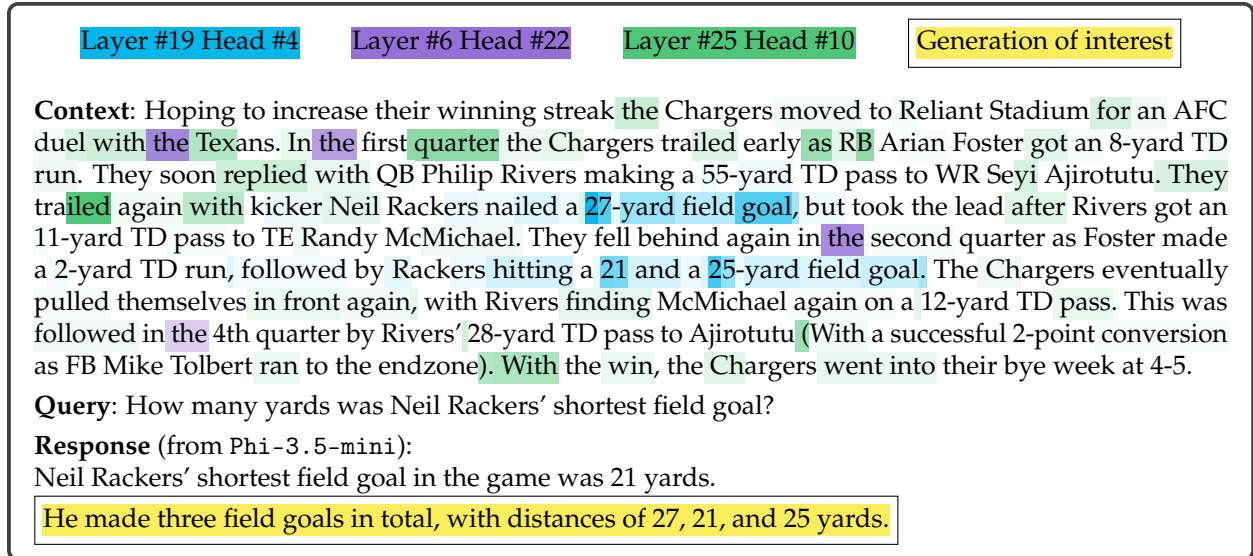 Layer #19 Head #4 Layer #6 Head #22 Layer #25 Head #10 Generation of interest
Context: Hoping to increase their winning streak the Chargers moved to Reliant Stadium for an AFC
duel with the Texans. In the first quarter the Chargers trailed early as RB Arian Foster got an 8-yard TD
run. They soon replied with QB Philip Rivers making a 55-yard TD pass to WR Seyi Ajirotutu. They
trailed again with kicker Neil Rackers nailed a 27-yard field goal, but took the lead after Rivers got an
11-yard TD pass to TE Randy McMichael. They fell behind again in the second quarter as Foster made
a 2-yard TD run, followed by Rackers hitting a 21 and a 25-yard field goal. The Chargers eventually
pulled themselves in front again, with Rivers finding McMichael again on a 12-yard TD pass. This was
followed in the 4th quarter by Rivers' 28-yard TD pass to Ajirotutu (With a successful 2-point conversion
as FB Mike Tolbert ran to the endzone). With the win, the Chargers went into their bye week at 4-5.
Query: How many yards was Neil Rackers' shortest field goal?
Response (from Phi-3.5-mini):
Neil Rackers' shortest field goal in the game was 21 yards.
He made three field goals in total, with distances of 27, 21, and 25 yards.